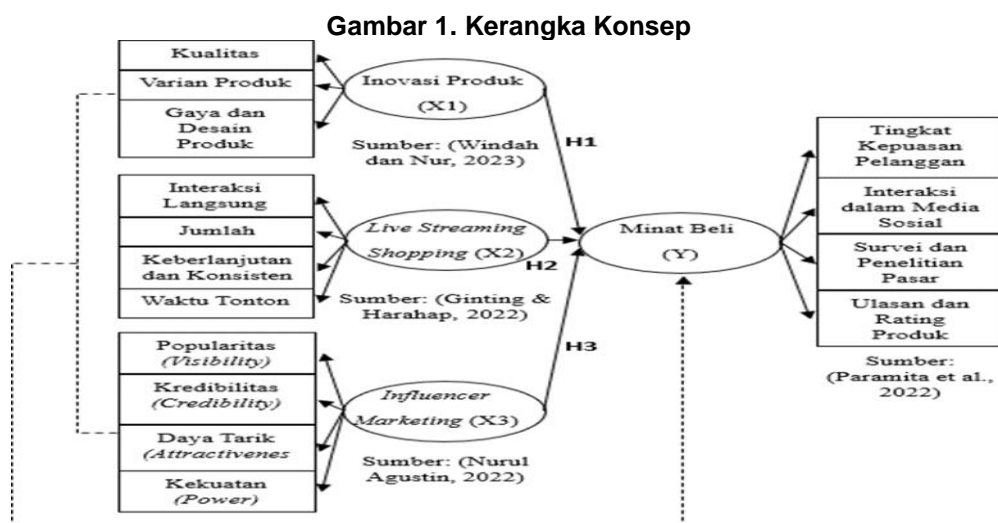 Gambar 1. Kerangka Konsep
Kualitas
Varian Produk
Gaya dan
Desain
Produk
Inovasi Produk
(X1)
Sumber: (Windah
dan Nur, 2023)
H1
Interaksi
Langsung
Jumlah
Keberlanjutan
dan Konsisten
Waktu Tonton
Live Streaming
Shopping (X2)
H2
Sumber: (Ginting &
Harahap, 2022)
Popularitas
(Visibility)
Kredibilitas
(Credibility)
Daya Tarik
(Attractivenes
Kekuatan
(Power)
Influencer
Marketing (X3)
H3
Sumber: (Nurul
Agustin, 2022)
Minat Beli
(Y)
Tingkat
Kepuasan
Pelanggan
Interaksi
dalam Media
Sosial
Survei dan
Penelitian
Pasar
Ulasan dan
Rating
Produk
Sumber:
(Paramita et al.,
2022)